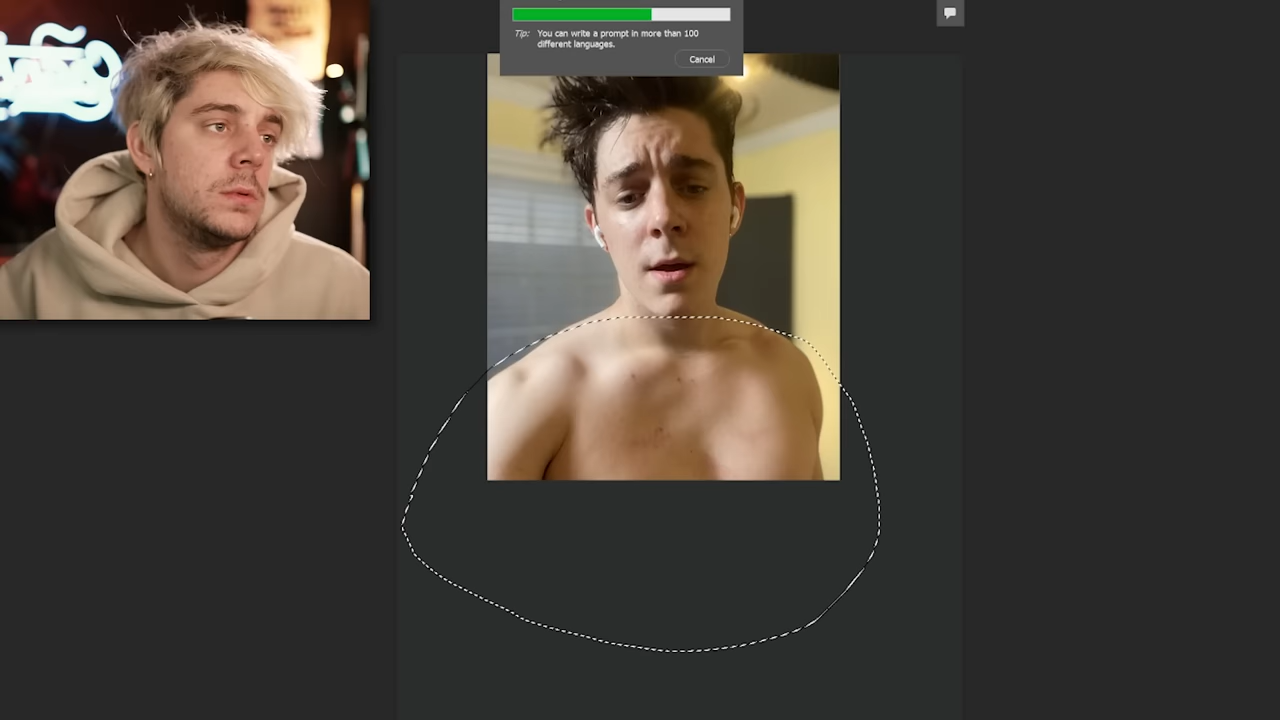 Tip: You can write a prompt in more than 100
different languages.
Cancel